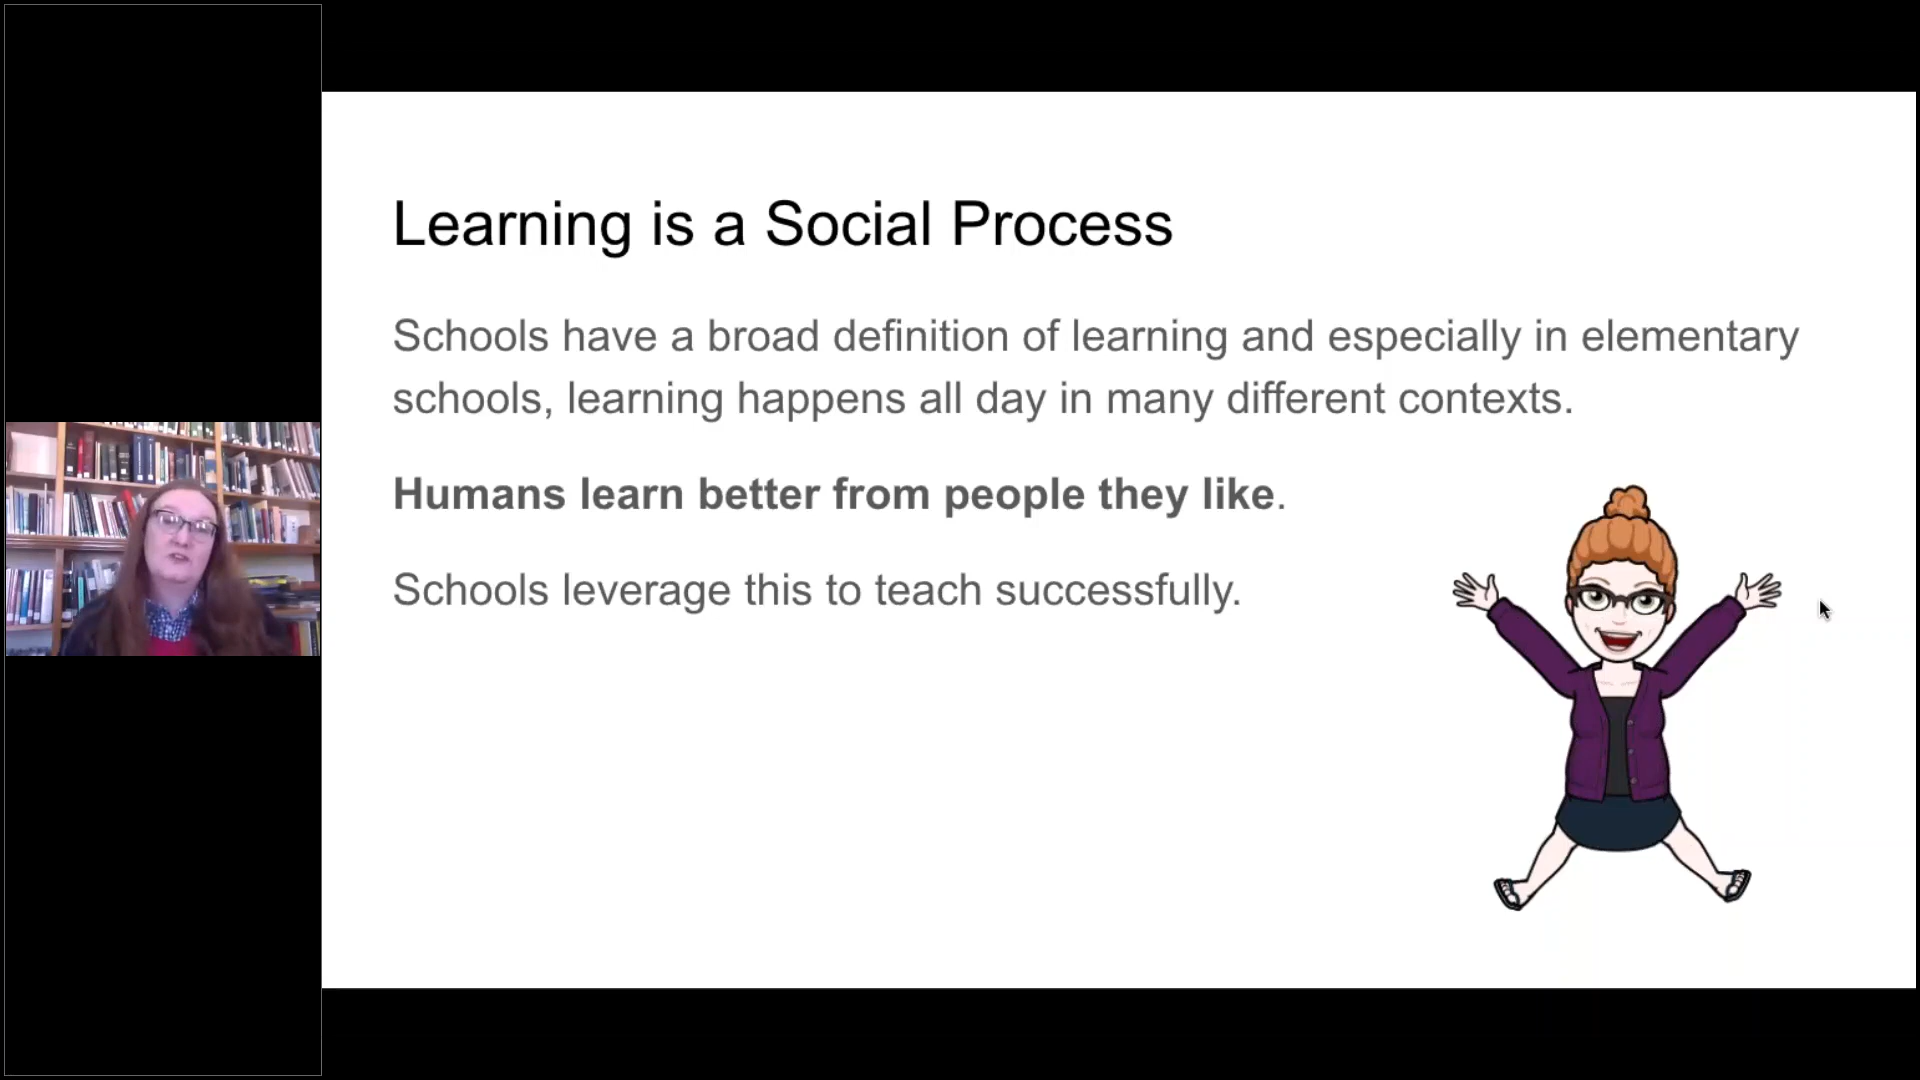 Learning is a Social Process
Schools have a broad definition of learning and especially in elementary
schools, learning happens all day in many different contexts.
Humans learn better from people they like.
Schools leverage this to teach successfully.